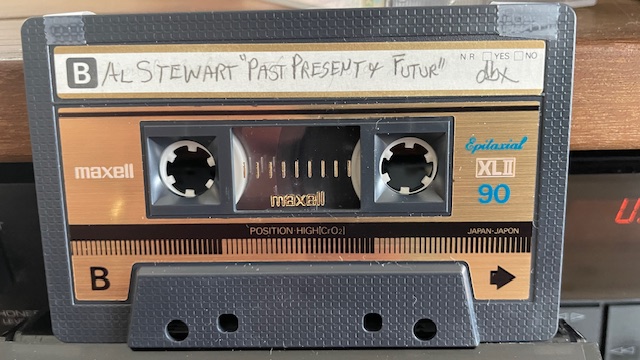 B AL STEWART "PAST PRESENT & FUTUR" N R YES NO
dbx
maxell Epitaxial
XLII
90
maxell
POSITION·HIGH[CrO2] JAPAN·JAPON
B